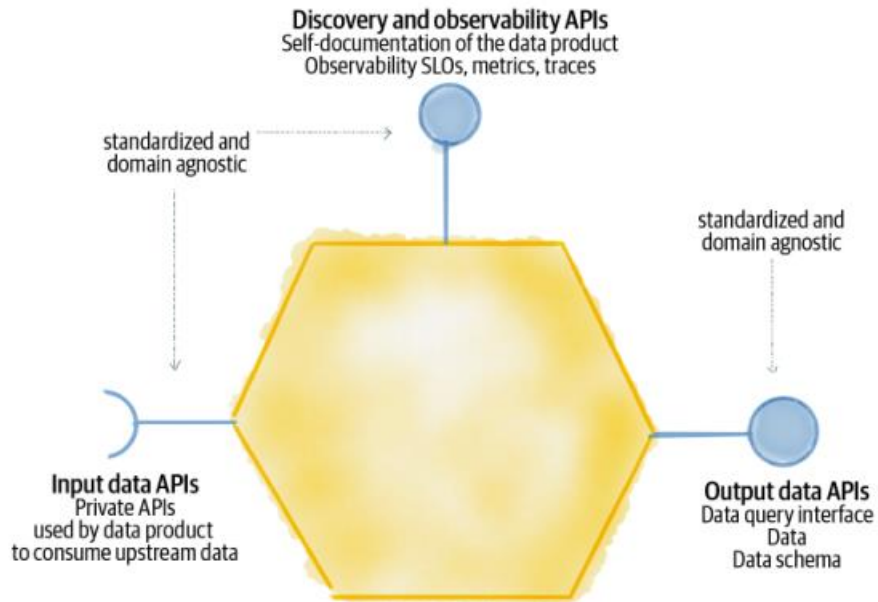 Discovery and observability APIs
Self-documentation of the data product
Observability SLOs, metrics, traces
standardized and
domain agnostic
standardized and
domain agnostic
Input data APIs
Private APIs
used by data product
to consume upstream data
Output data APIs
Data query interface
Data
Data schema